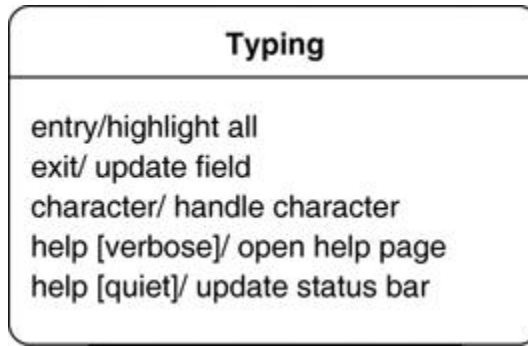 Typing
entry/highlight all
exit/ update field
character/ handle character
help [verbose]/ open help page
help [quiet]/ update status bar